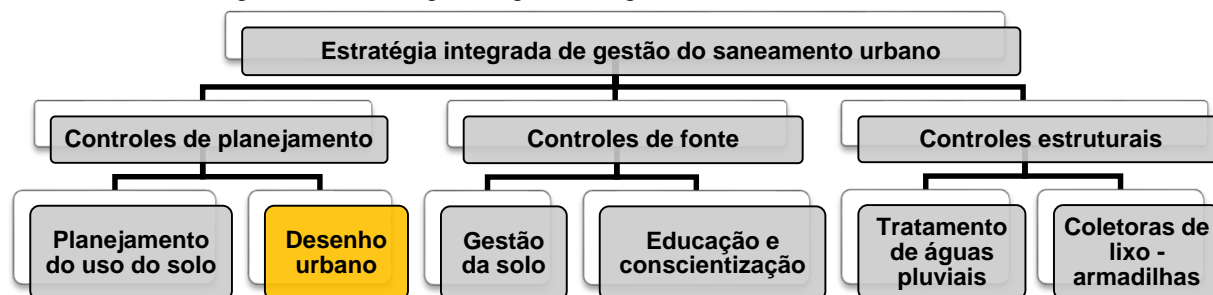 Estratégia integrada de gestão do saneamento urbano
Controles de planejamento
Controles de fonte
Controles estruturais
Planejamento
do uso do solo
Desenho
urbano
Gestão
da solo
Educação e
conscientização
Tratamento
de águas
pluviais
Coletoras de
lixo -
armadilhas